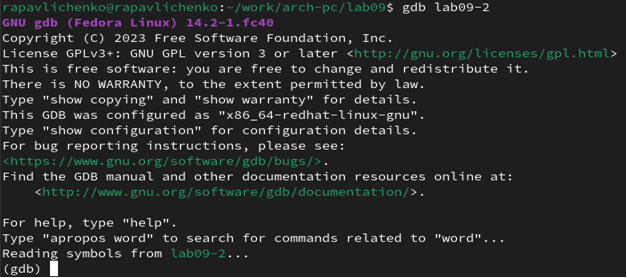 rapavlichenko@rapavlichenko:~/work/arch-pc/lab09$ gdb lab09-2
GNU gdb (Fedora Linux) 14.2-1.fc40
Copyright (C) 2023 Free Software Foundation, Inc.
License GPLv3+: GNU GPL version 3 or later <http://gnu.org/licenses/gpl.html>
This is free software: you are free to change and redistribute it.
There is NO WARRANTY, to the extent permitted by law.
Type "show copying" and "show warranty" for details.
This GDB was configured as "x86_64-redhat-linux-gnu".
Type "show configuration" for configuration details.
For bug reporting instructions, please see:
<https://www.gnu.org/software/gdb/bugs/>.
Find the GDB manual and other documentation resources online at:
    <http://www.gnu.org/software/gdb/documentation/>.

For help, type "help".
Type "apropos word" to search for commands related to "word"...
Reading symbols from lab09-2...
(gdb)